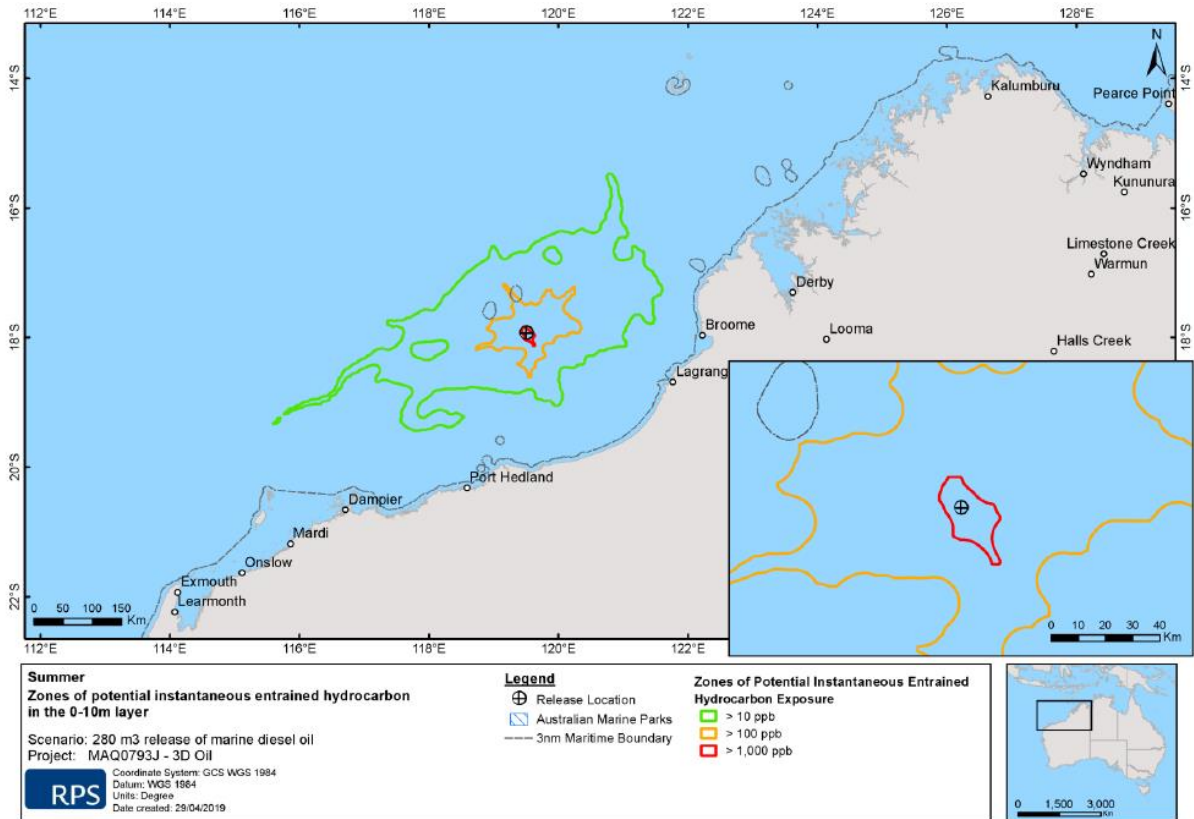 112°E 114°E 116°E 118°E 120°E 122°E 124°E 126°E 128°E
N
14°S 14°S
Kalumburu
Pearce Point
Wyndham
Kununura
16°S 16°S
Limestone Creek
Warmun
Derby
Broome
Looma
18°S 18°S
Halls Creek
Lagrang
20°S
Port Hedland
Dampier
Mardi
Onslow
Exmouth
Learmonth
22°S
0 50 100 150
Km
0 10 20 30 40
Km
112°E 114°E 116°E 118°E 120°E 122°E 124°E 126°E 128°E
Summer
Zones of potential instantaneous entrained hydrocarbon
in the 0-10m layer
Scenario: 280 m3 release of marine diesel oil
Project: MAQ0793J - 3D Oil
RPS
Coordinate System: GCS WGS 1984
Datum: WGS 1984
Units: Degree
Date created: 29/04/2019
Legend
Release Location
Australian Marine Parks
3nm Maritime Boundary
Zones of Potential Instantaneous Entrained
Hydrocarbon Exposure
> 10 ppb
> 100 ppb
> 1,000 ppb
0 1,500 3,000
Km